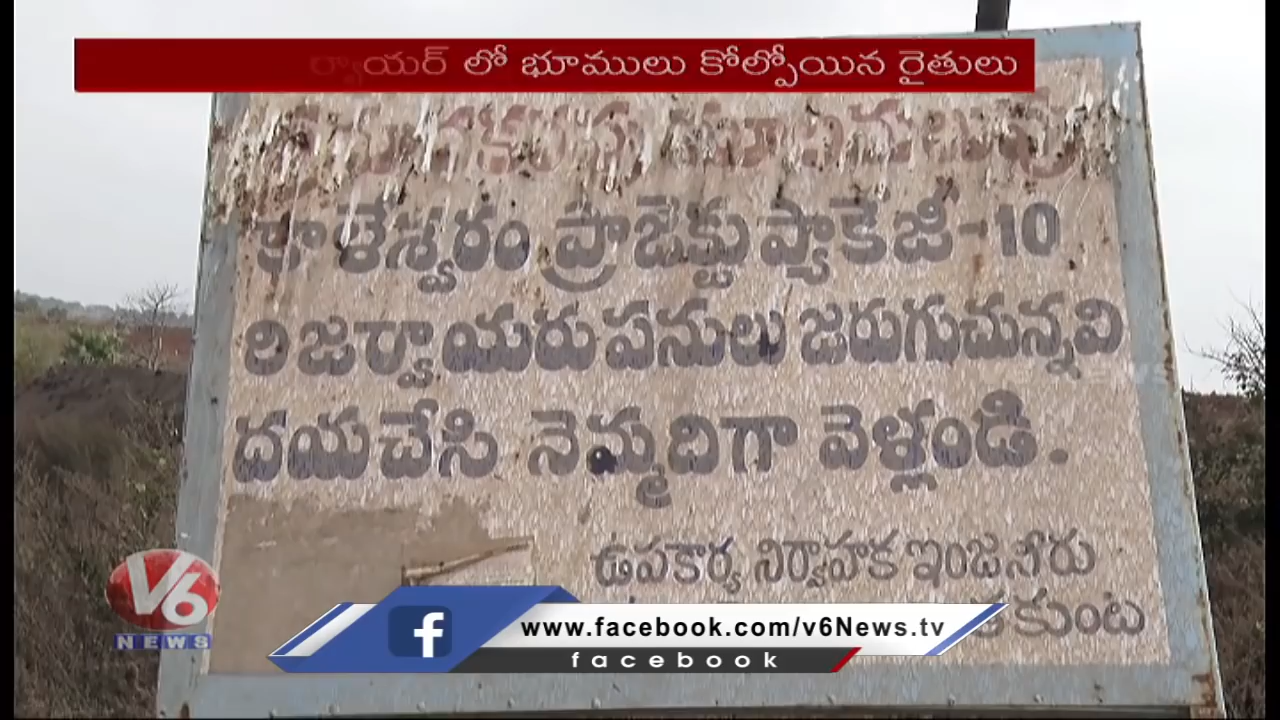 ర్వాయర్ లో భూములు కోల్పోయిన రైతులు
కాళేశ్వరం ప్రాజెక్టు ప్యాకేజీ-10
రిజర్వాయరు పనులు జరుగుచున్నవి
దయచేసి నెమ్మదిగా వెళ్లండి.
ఉపకార్య నిర్వాహక ఇంజనీరు
V6
NEWS
f
www.facebook.com/v6News.tv
facebook